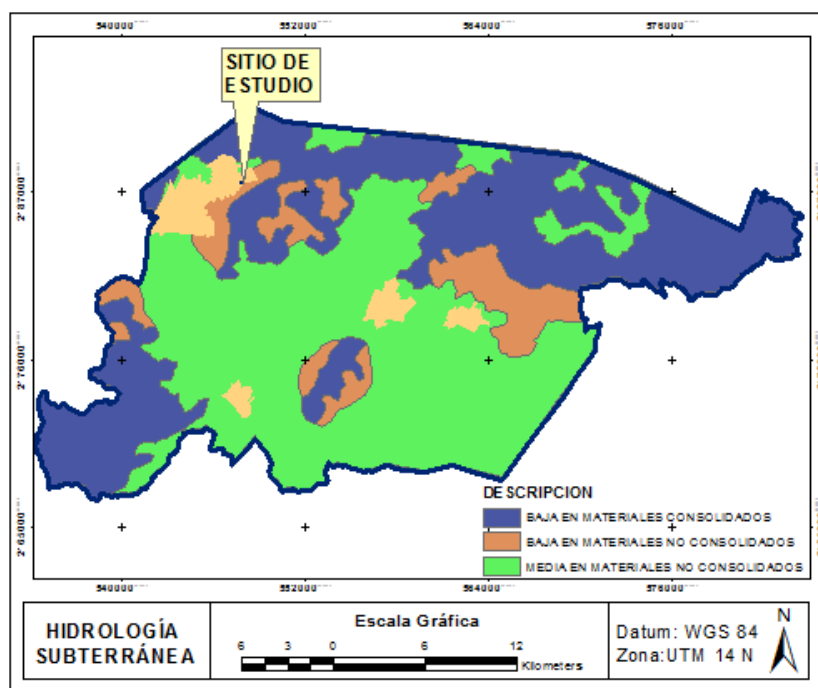 540000 552000 564000 576000
SITIO DE
ESTUDIO
2°87000
2°76000
2°65000
DESCRIPCION
BAJA EN MATERIALES CONSOLIDADOS
BAJA EN MATERIALES NO CONSOLIDADOS
MEDIA EN MATERIALES NO CONSOLIDADOS
540000 552000 564000 576000
HIDROLOGÍA
SUBTERRÁNEA
Escala Gráfica
6 3 0 6 12
Kilometers
Datum: WGS 84
Zona:UTM 14 N
N